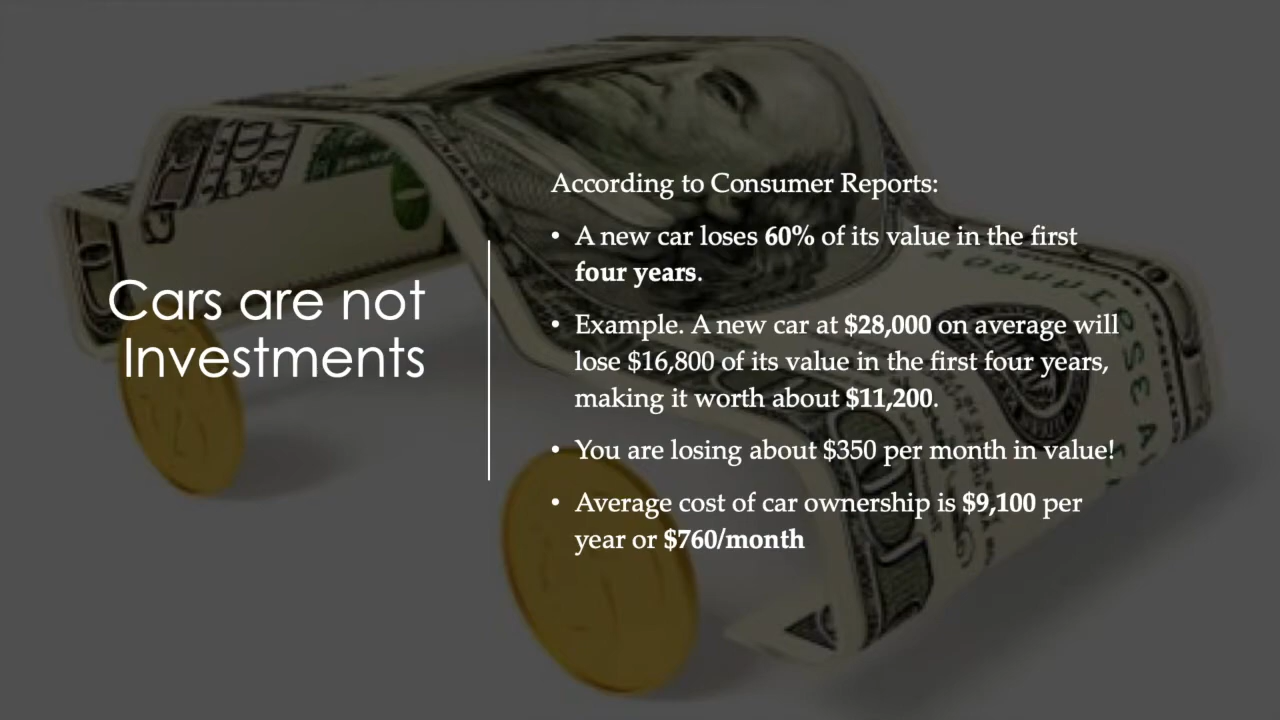 Cars are not
Investments
According to Consumer Reports:
• A new car loses 60% of its value in the first
four years.
• Example. A new car at $28,000 on average will
lose $16,800 of its value in the first four years,
making it worth about $11,200.
• You are losing about $350 per month in value!
• Average cost of car ownership is $9,100 per
year or $760/month